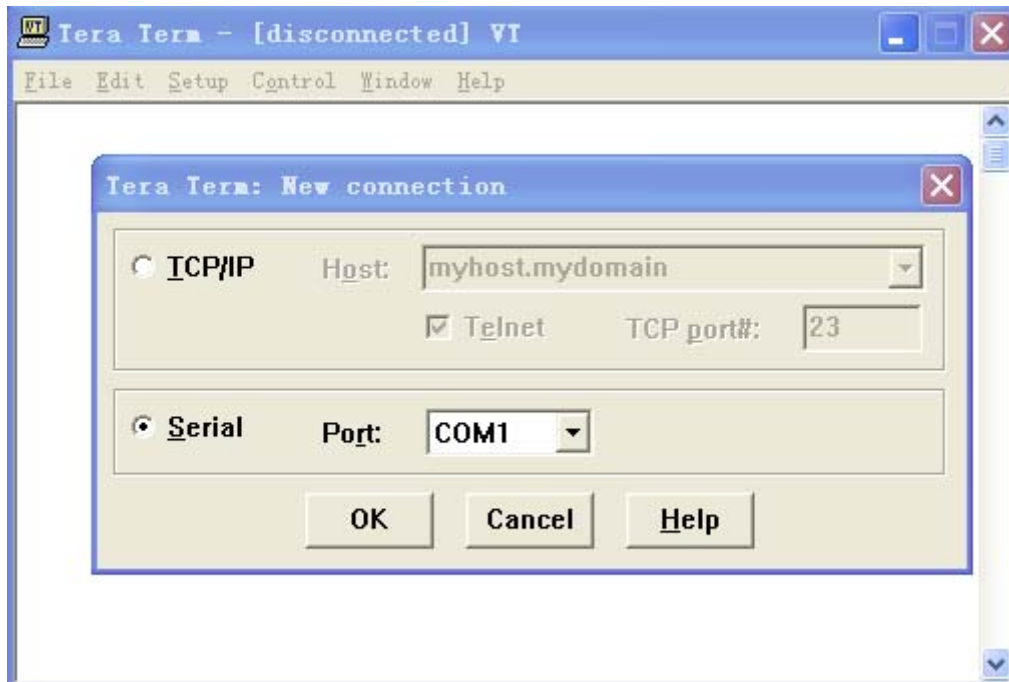 Tera Term - [disconnected] VT
File Edit Setup Control Window Help
Tera Term: New connection
TCP/IP Host: myhost.mydomain
Telnet TCP port#: 23
Serial Port: COM1
OK Cancel Help